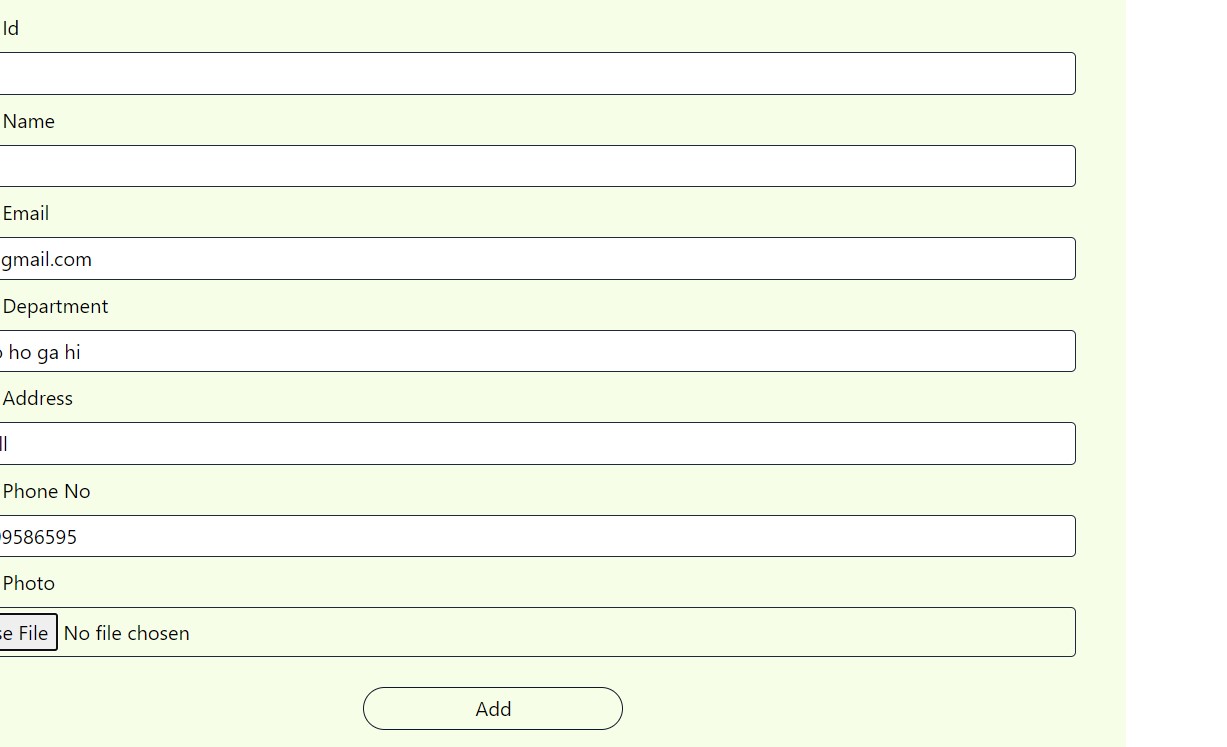 Id
Name
Email
gmail.com
Department
ho ga hi
Address
ll
Phone No
9586595
Photo
se File No file chosen
Add